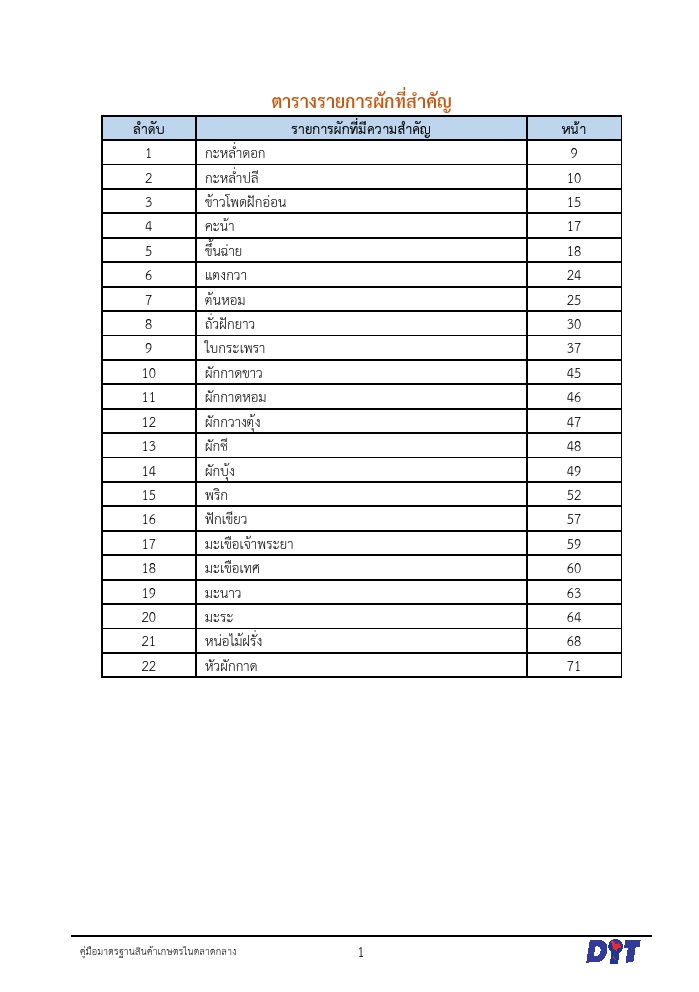 ตารางรายการผักที่สำคัญ
ลำดับ รายการผักที่มีความสำคัญ หน้า
1 กะหล่ำดอก 9
2 กะหล่ำปลี 10
3 ข้าวโพดฝักอ่อน 15
4 คะน้า 17
5 ขึ้นฉ่าย 18
6 แตงกวา 24
7 ต้นหอม 25
8 ถั่วฝักยาว 30
9 ใบกระเพรา 37
10 ผักกาดขาว 45
11 ผักกาดหอม 46
12 ผักกวางตุ้ง 47
13 ผักชี 48
14 ผักบุ้ง 49
15 พริก 52
16 ฟักเขียว 57
17 มะเขือเจ้าพระยา 59
18 มะเขือเทศ 60
19 มะนาว 63
20 มะระ 64
21 หน่อไม้ฝรั่ง 68
22 หัวผักกาด 71
คู่มือมาตรฐานสินค้าเกษตรในตลาดกลาง 1 DIT